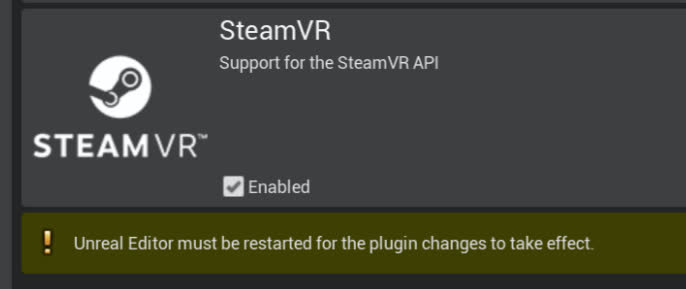 SteamVR
Support for the SteamVR API
STEAMVR™
Enabled
Unreal Editor must be restarted for the plugin changes to take effect.